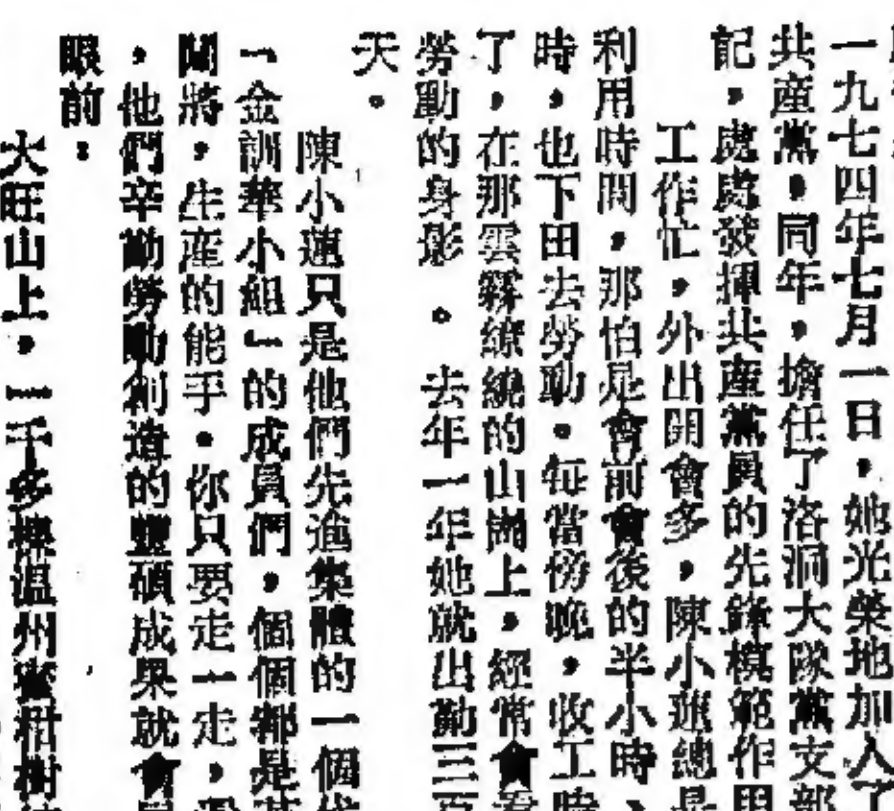 一九七四年七月一日，她光榮地加入了
共産黨，同年，擔任了洛洞大隊黨支部
記，處處發揮共産黨員的先鋒模範作用
工作忙，外出開會多，陳小蓮總是
利用時間，那怕是會前會後的半小時、
時，也下田去勞動。每當傍晚，收工時
了，在那雲霧繚繞的山崗上，經常會看
勞動的身影。去年一年她就出勤三百
天。
陳小蓮只是他們先進集體的一個
「金訓華小組」的成員們，個個都是
闖將，生産的能手。你只要走一走，
，他們辛勤勞動創造的豐碩成果就會
眼前：
大旺山上，一千多棵温州蜜柑樹